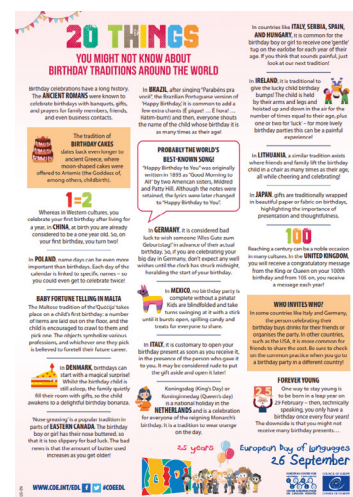 20 THINGS
YOU MIGHT NOT KNOW ABOUT
BIRTHDAY TRADITIONS AROUND THE WORLD
Birthday celebrations have a long history.
The ANCIENT ROMANS were known to
celebrate birthdays with banquets, gifts,
and prayers for family members, friends,
and even business contacts.
The tradition of
BIRTHDAY CAKES
dates back even longer to
ancient Greece, where
moon-shaped cakes were
offered to Artemis (the Goddess of,
among others, childbirth).
1=2
Whereas in Western cultures, you
celebrate your first birthday after living for
a year, in CHINA, at birth you are already
considered to be a one year old. So, on
your first birthday, you turn two!
In POLAND, name days can be even more
important than birthdays. Each day of the
calendar is linked to specific names – so
you could even get to celebrate twice!
BABY FORTUNE TELLING IN MALTA
The Maltese tradition of the Quċċija takes
place on a child's first birthday: a number
of items are laid out on the floor, and the
child is encouraged to crawl to them and
pick one. The objects symbolise various
professions, and whichever one they pick
is believed to foretell their future career.
In DENMARK, birthdays can
start with a magical surprise!
Whilst the birthday child is
still asleep, the family quietly
fill their room with gifts, so the child
awakens to a delightful birthday bonanza.
'Nose-greasing' is a popular tradition in
parts of EASTERN CANADA. The birthday
boy or girl has their nose buttered, so
that it is too slippery for bad luck. The bad
news is that the amount of butter used
increases as you get older!
WWW.COE.INT/EDL
@COEEDL
In BRAZIL, after singing "Parabéns pra
você", the Brazilian Portuguese version of
'Happy Birthday', it is common to add a
few extra chants (É pique! ... É hora! ...
Ratim-bum!) and then, everyone shouts
the name of the child whose birthday it is
as many times as their age!
PROBABLY THE WORLD'S
BEST-KNOWN SONG!
"Happy Birthday to You" was originally
written in 1893 as 'Good Morning to
All' by two American sisters, Mildred
and Patty Hill. Although the notes were
retained, the lyrics were later changed
to "Happy Birthday to You".
In GERMANY, it is considered bad
luck to wish someone 'Alles Gute zum
Geburtstag!' in advance of their actual
birthday. So, if you are celebrating your
big day in Germany, don't expect any well
wishes until the clock has struck midnight,
heralding the start of your birthday.
In MEXICO, no birthday party is
complete without a piñata!
Kids are blindfolded and take
turns swinging at it with a stick
until it bursts open, spilling candy and
treats for everyone to share.
In ITALY, it is customary to open your
birthday present as soon as you receive it,
in the presence of the person who gave it
to you. It may be considered rude to put
the gift aside and open it later!
Koningsdag (King's Day) or
Koninginnedag (Queen's day)
is a national holiday in the
NETHERLANDS and is a celebration
for everyone of the reigning Monarch's
birthday. It is a tradition to wear orange
on the day.
In countries like ITALY, SERBIA, SPAIN,
AND HUNGARY, it is common for the
birthday boy or girl to receive one 'gentle'
tug on the earlobe for each year of their
age. If you think that sounds painful, just
look at our next tradition!
In IRELAND, it is traditional to
give the lucky child birthday
bumps! The child is held
by their arms and legs and
hoisted up and down in the air for the
number of times equal to their age, plus
one or two for 'luck' – for more lively
birthday parties this can be a painful
experience!
In LITHUANIA, a similar tradition exists
where friends and family lift the birthday
child in a chair as many times as their age,
all while cheering and celebrating!
In JAPAN, gifts are traditionally wrapped
in beautiful paper or fabric on birthdays,
highlighting the importance of
presentation and thoughtfulness.
100
Reaching a century can be a noble occasion
in many cultures. In the UNITED KINGDOM,
you will receive a congratulatory message
from the King or Queen on your 100th
birthday and from 105 on, you receive
a message each year!
WHO INVITES WHO?
In some countries like Italy and Germany,
the person celebrating their
birthday buys drinks for their friends or
organises the party. In other countries,
such as the USA, it is more common for
friends to share the cost. Be sure to check
on the common practice when you go to
a birthday party in a different country!
FOREVER YOUNG
One way to stay young is
to be born in a leap year on
29 February – then, technically
speaking, you only have a
birthday once every four years!
The downside is that you might not
receive many birthday presents…
25 years
European Day of Languages
26 September